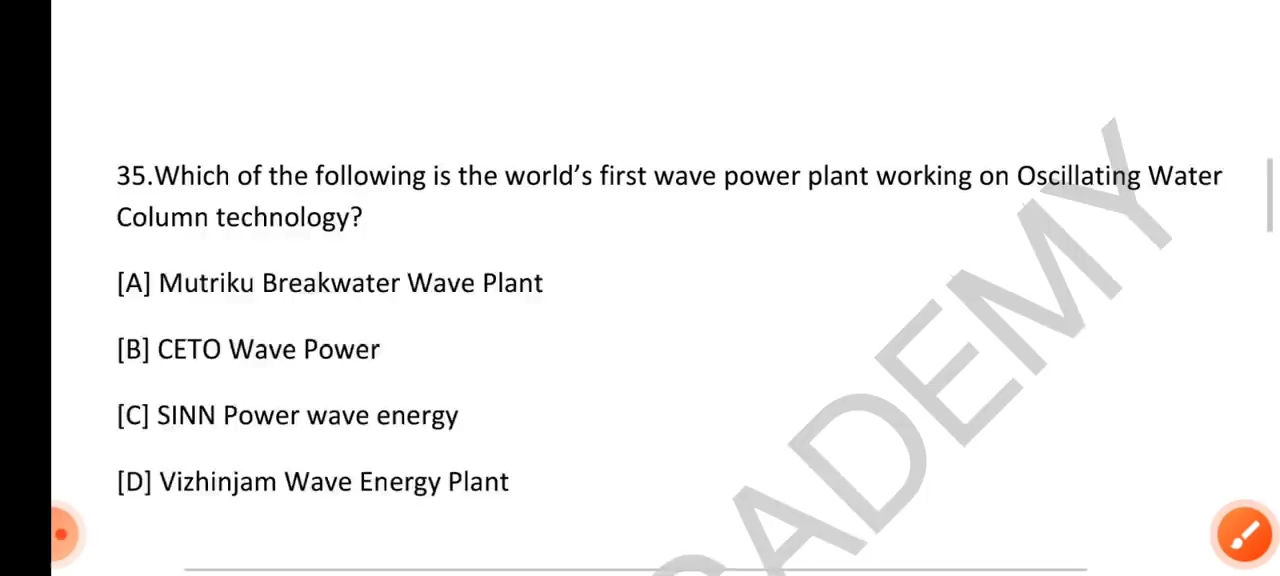 35.Which of the following is the world’s first wave power plant working on Oscillating Water
Column technology?
[A] Mutriku Breakwater Wave Plant
[B] CETO Wave Power
[C] SINN Power wave energy
[D] Vizhinjam Wave Energy Plant
CADEMY